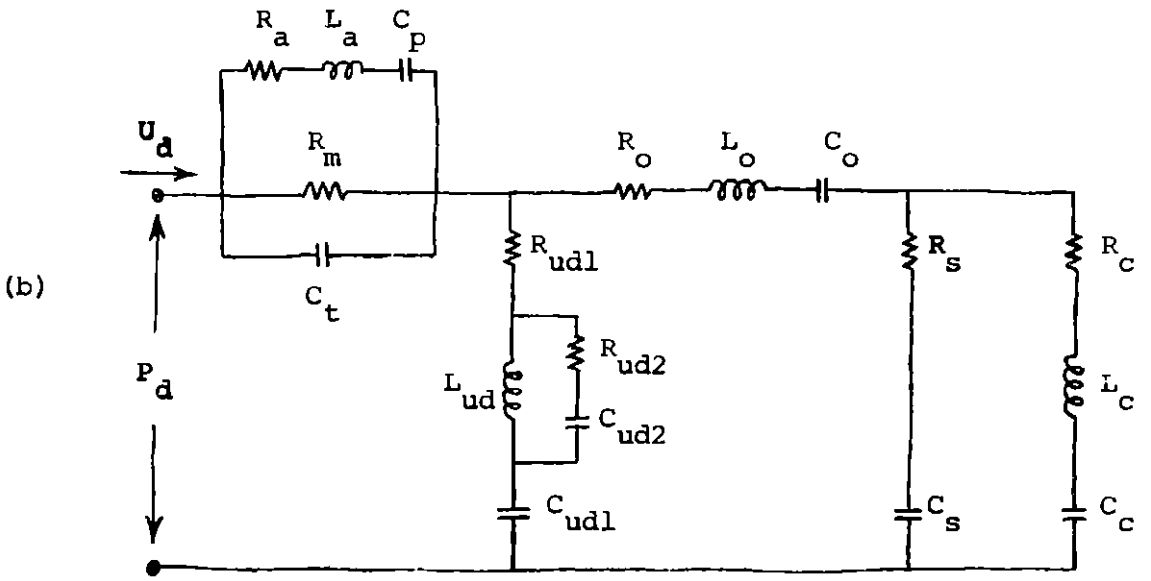 R_a L_a C_p
U_d
R_m
R_o L_o C_o
C_t
(b)
P_d
R_ud1
R_s
R_c
R_ud2
L_ud
L_c
C_ud2
C_ud1
C_s
C_c